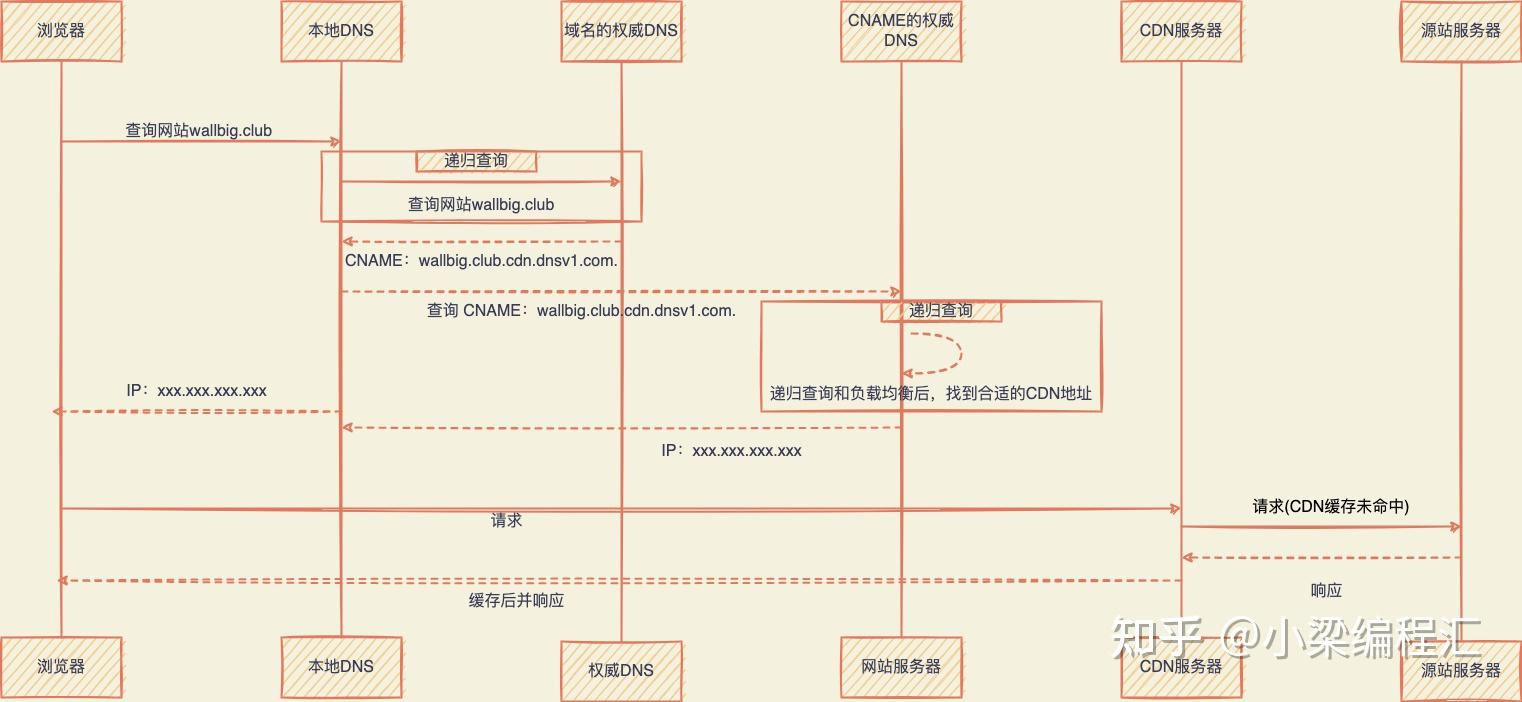 浏览器
本地DNS
域名的权威DNS
CNAME的权威
DNS
CDN服务器
源站服务器
查询网站wallbig.club
递归查询
查询网站wallbig.club
CNAME：wallbig.club.cdn.dnsv1.com.
查询 CNAME：wallbig.club.cdn.dnsv1.com.
递归查询
递归查询和负载均衡后，找到合适的CDN地址
IP：xxx.xxx.xxx.xxx
IP：xxx.xxx.xxx.xxx
请求
请求(CDN缓存未命中)
响应
缓存后并响应
知乎 @小梁编程汇
浏览器
本地DNS
权威DNS
网站服务器
CDN服务器
源站服务器